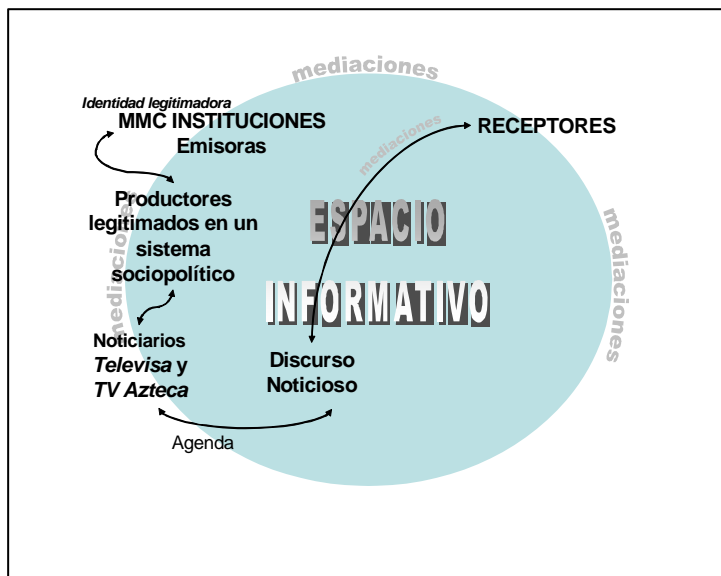 mediaciones
Identidad legitimadora
MMC INSTITUCIONES
Emisoras
mediaciones
RECEPTORES
Productores
legitimados en un
sistema
sociopolítico
mediaciones
ESPACIO
INFORMATIVO
mediaciones
Noticiarios
Televisa y
TV Azteca
Discurso
Noticioso
Agenda